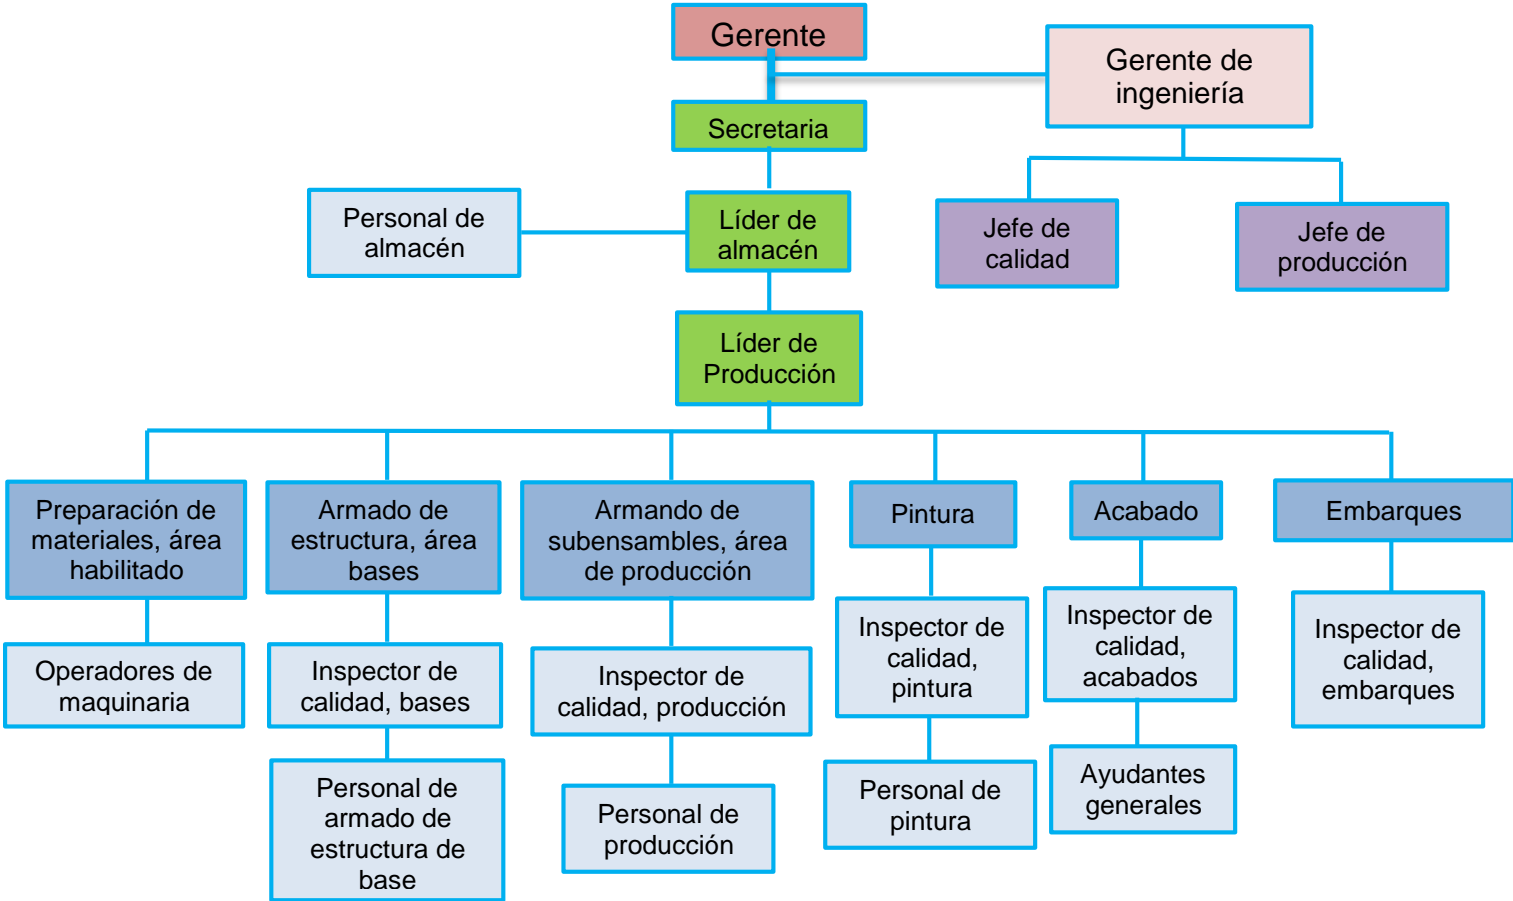 Gerente
Gerente de
ingeniería
Secretaria
Personal de
almacén
Líder de
almacén
Jefe de
calidad
Jefe de
producción
Líder de
Producción
Preparación de
materiales, área
habilitado
Armado de
estructura, área
bases
Armando de
subensambles, área
de producción
Pintura
Acabado
Embarques
Operadores de
maquinaria
Inspector de
calidad, bases
Inspector de
calidad, producción
Inspector de
calidad,
pintura
Inspector de
calidad,
acabados
Inspector de
calidad,
embarques
Personal de
armado de
estructura de
base
Personal de
producción
Personal de
pintura
Ayudantes
generales